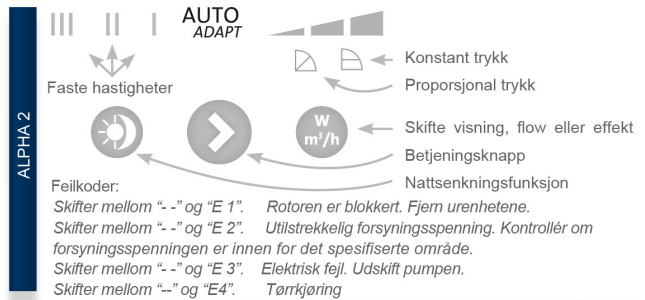 III II I AUTO
ADAPT
Konstant trykk
Proporsjonal trykk
Faste hastigheter
W
m³/h
Skifte visning, flow eller effekt
Betjeningsknapp
Nattsenkningsfunksjon
ALPHA 2
Feilkoder:
Skifter mellom “- -” og “E 1”. Rotoren er blokkert. Fjern urenhetene.
Skifter mellom “- -” og “E 2”. Utilstrekkelig forsyningsspenning. Kontrollér om
forsyningsspenningen er innen for det spesifiserte område.
Skifter mellom “- -” og “E 3”. Elektrisk fejl. Udskift pumpen.
Skifter mellom “--” og “E4”. Tørrkjøring